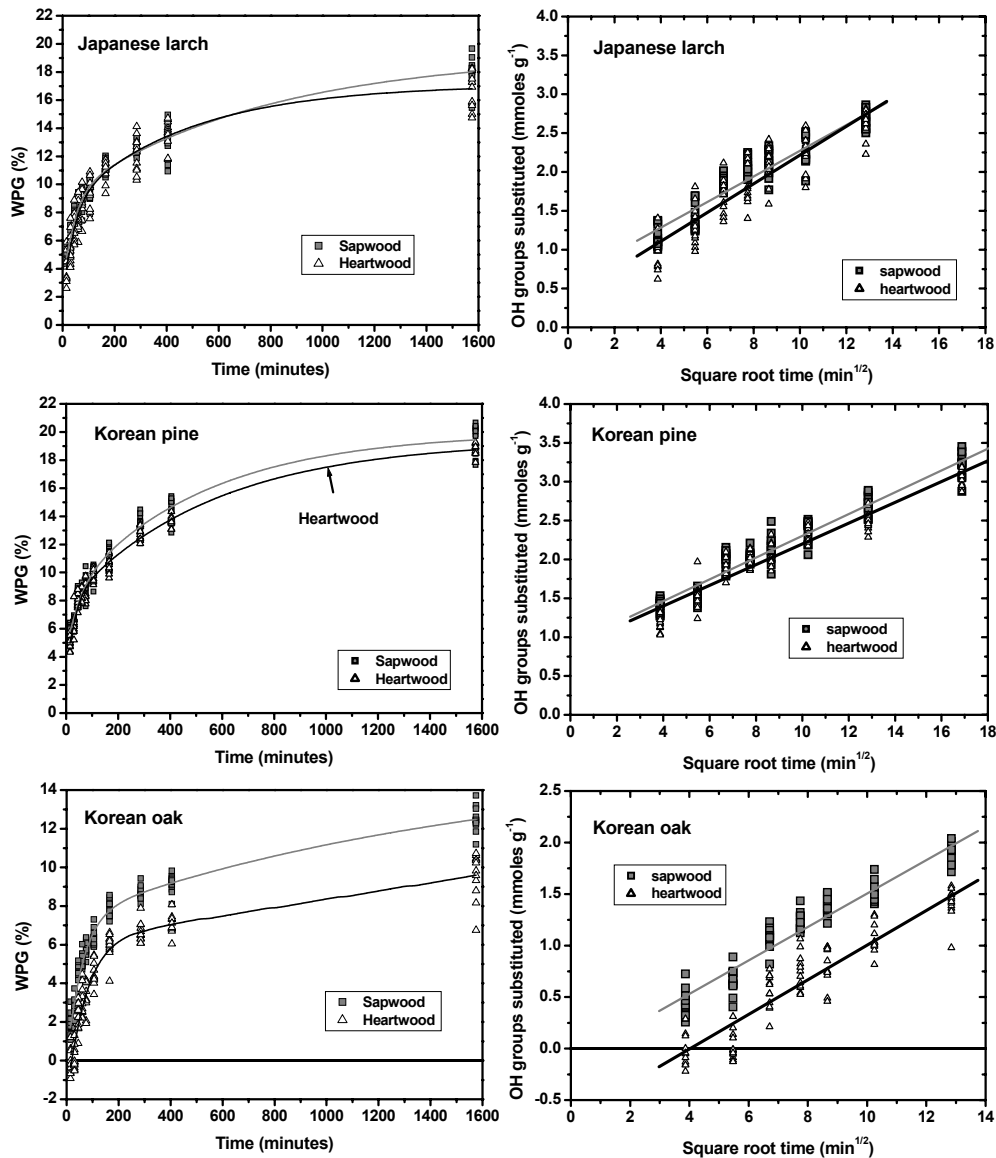 Japanese larch
22
20
18
16
14
12
10
8
6
4
2
0
WPG (%)
Sapwood
Heartwood
0 200 400 600 800 1000 1200 1400 1600
Time (minutes)
Japanese larch
4.0
3.5
3.0
2.5
2.0
1.5
1.0
0.5
0.0
OH groups substituted (mmoles g-1)
sapwood
heartwood
0 2 4 6 8 10 12 14 16 18
Square root time (min1/2)
Korean pine
22
20
18
16
14
12
10
8
6
4
2
0
WPG (%)
Heartwood
Sapwood
Heartwood
0 200 400 600 800 1000 1200 1400 1600
Time (minutes)
Korean pine
4.0
3.5
3.0
2.5
2.0
1.5
1.0
0.5
0.0
OH groups substituted (mmoles g-1)
sapwood
heartwood
0 2 4 6 8 10 12 14 16 18
Square root time (min1/2)
Korean oak
14
12
10
8
6
4
2
0
-2
WPG (%)
Sapwood
Heartwood
0 200 400 600 800 1000 1200 1400 1600
Time (minutes)
Korean oak
2.5
2.0
1.5
1.0
0.5
0.0
-0.5
OH groups substituted (mmoles g-1)
sapwood
heartwood
0 2 4 6 8 10 12 14
Square root time (min1/2)